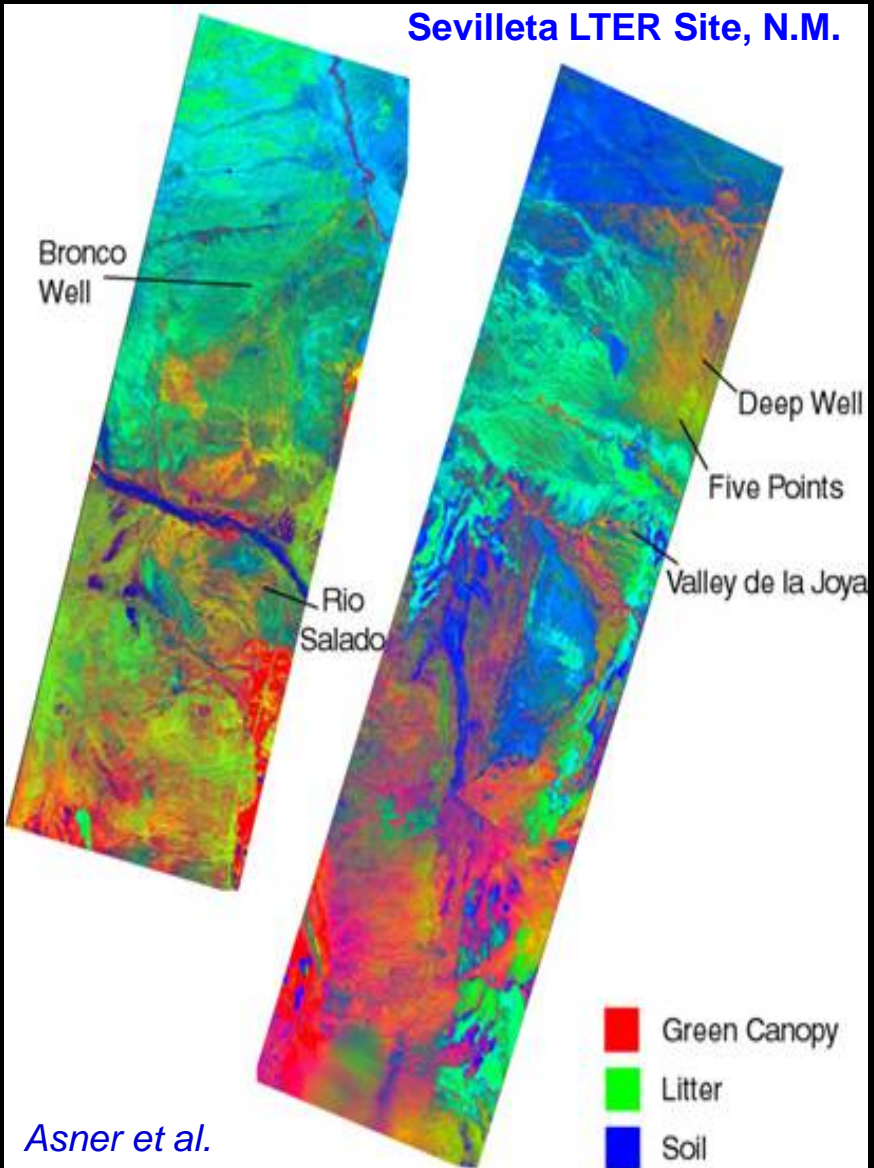 Sevilleta LTER Site, N.M.
Bronco
Well
Deep Well
Five Points
Valley de la Joya
Rio
Salado
Green Canopy
Litter
Soil
Asner et al.